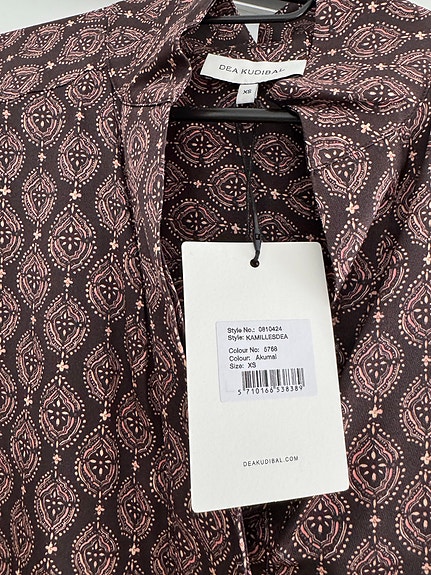 DEA KUDIBAL
XS
Style No.: 0810424
Style: KAMILLESDEA
Colour No: 5768
Colour: Akumal
Size: XS
5 710166 538389
DEAKUDIBAL.COM